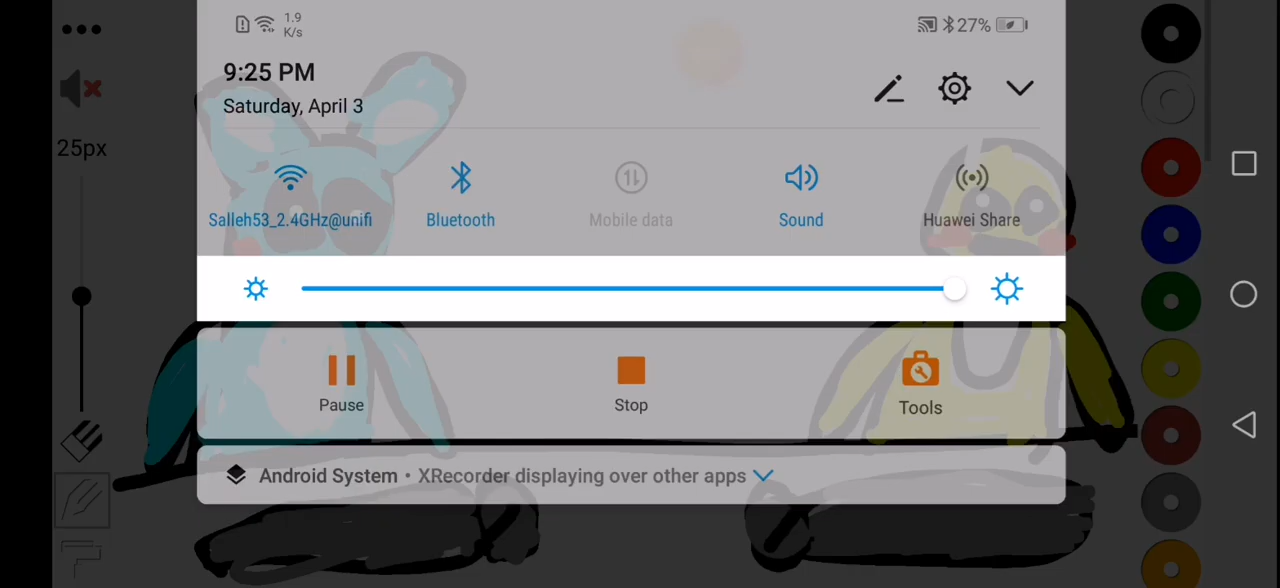 1.9
K/s
27%
9:25 PM
Saturday, April 3
25px
Salleh53_2.4GHz@unifi
Bluetooth
Mobile data
Sound
Huawei Share
Pause
Stop
Tools
Android System • XRecorder displaying over other apps